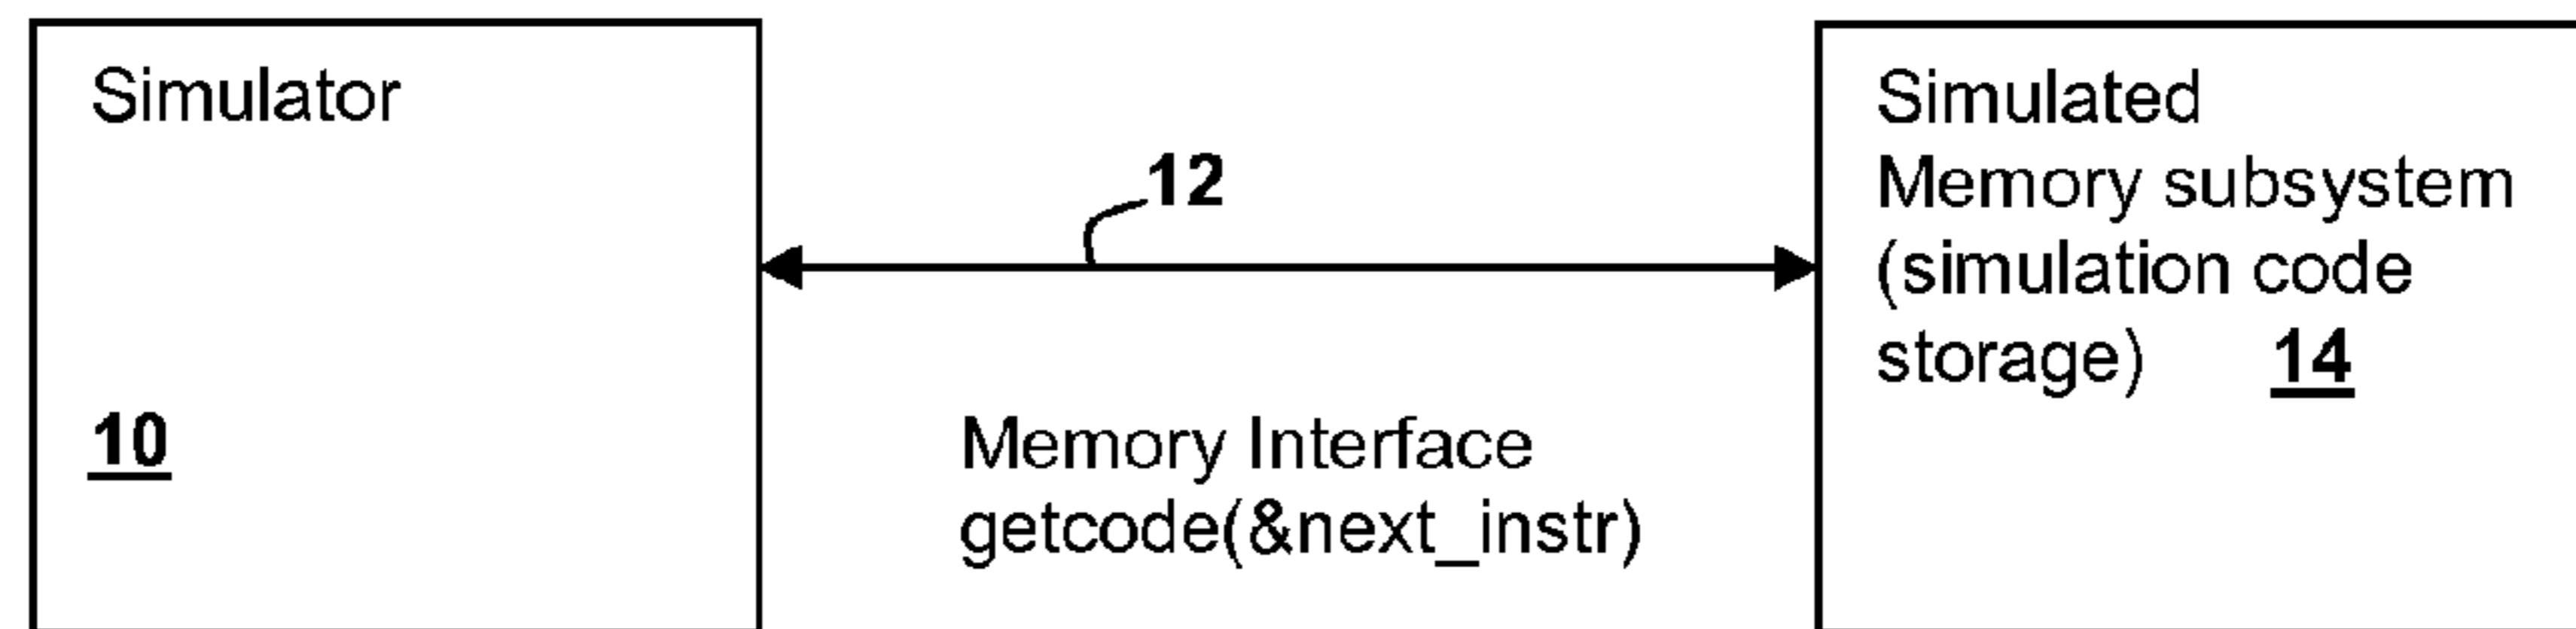 Simulator
10
12
Memory Interface
getcode(&next_instr)
Simulated
Memory subsystem
(simulation code
storage) 14